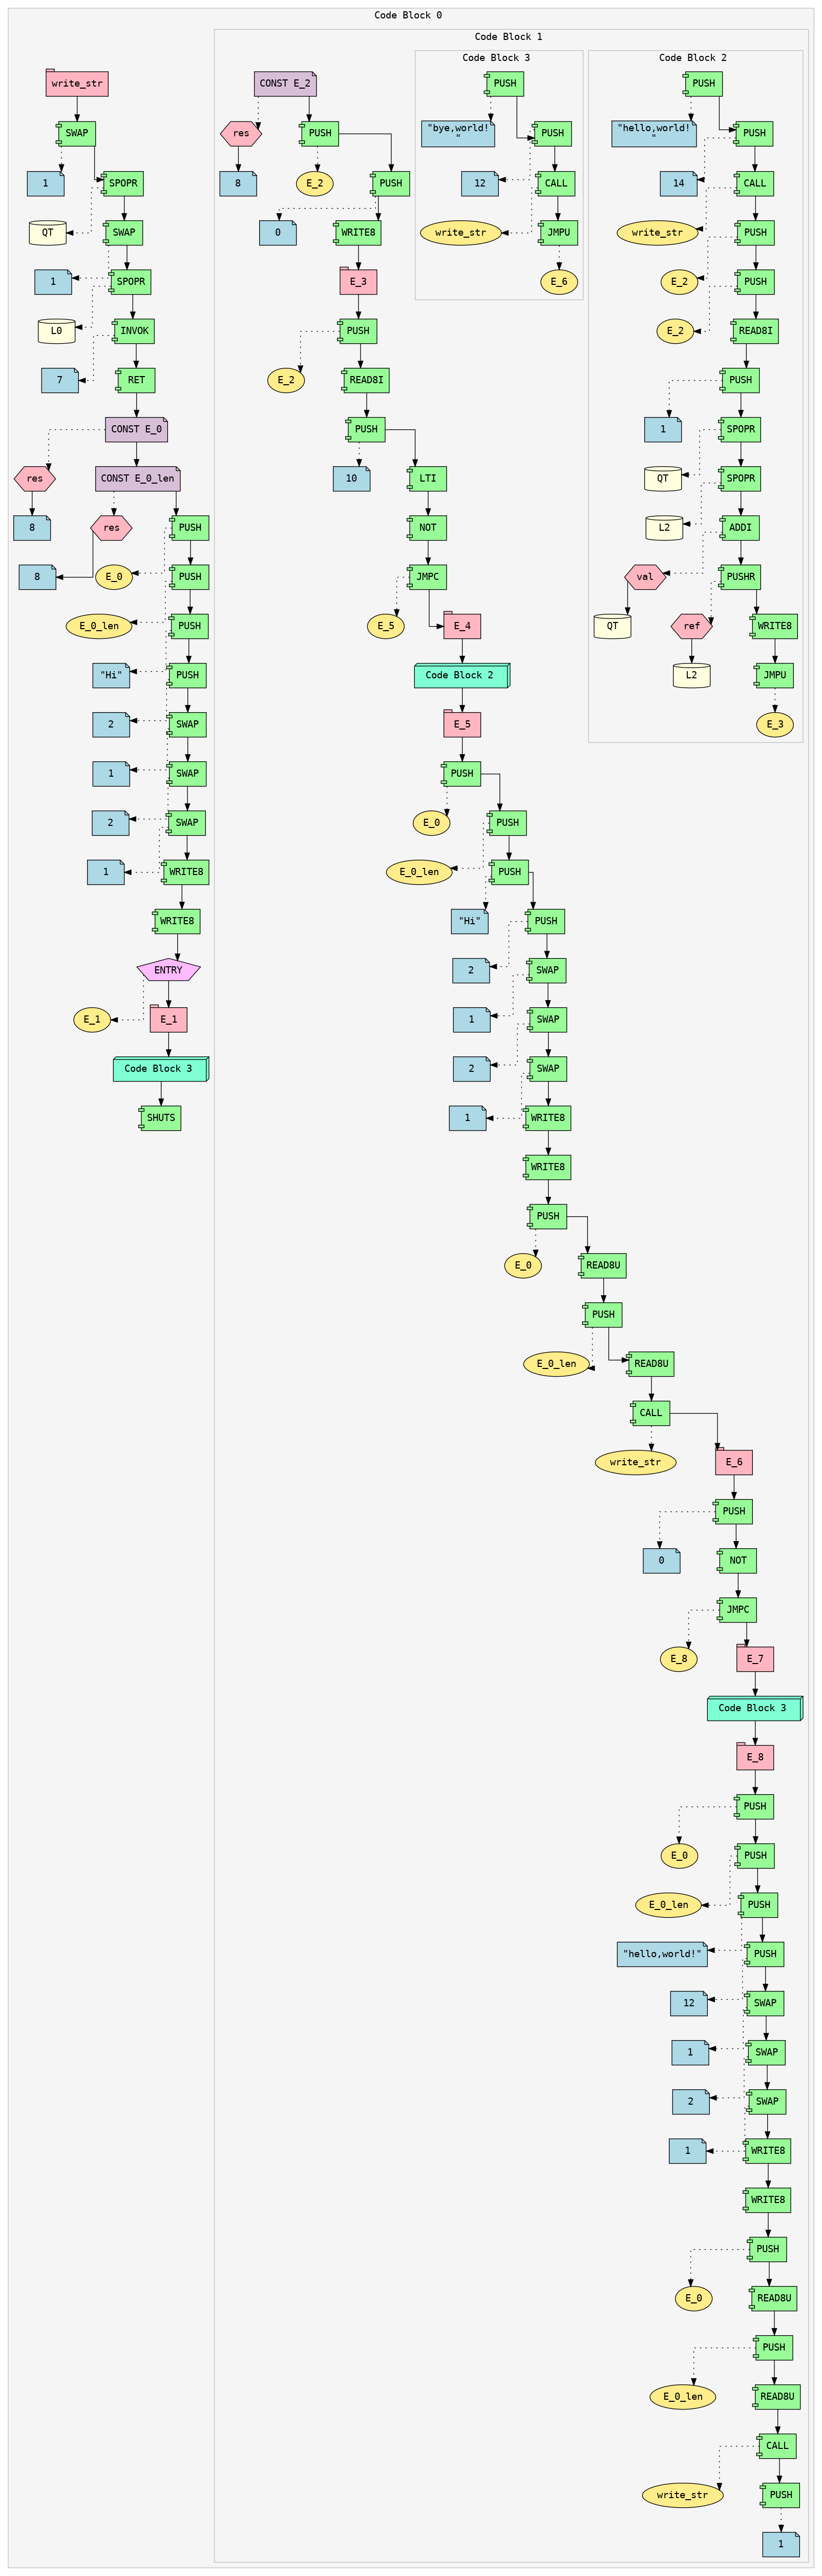 Code Block 0
write_str
SWAP
1
SPOPR
QT
SWAP
1
SPOPR
L0
INVOK
7
RET
CONST E_0
res
CONST E_0_len
8
res
PUSH
8
E_0
PUSH
E_0_len
PUSH
"Hi"
PUSH
2
SWAP
1
SWAP
2
SWAP
1
WRITE8
WRITE8
ENTRY
E_1
E_1
Code Block 3
SHUTS
Code Block 1
CONST E_2
res
PUSH
8
E_2
PUSH
0
WRITE8
E_3
PUSH
E_2
READ8I
PUSH
10
LTI
NOT
JMPC
E_5
E_4
Code Block 2
E_5
PUSH
E_0
PUSH
E_0_len
PUSH
"Hi"
PUSH
2
SWAP
1
SWAP
2
SWAP
1
WRITE8
WRITE8
PUSH
E_0
READ8U
PUSH
E_0_len
READ8U
CALL
write_str
E_6
PUSH
0
NOT
JMPC
E_8
E_7
Code Block 3
E_8
PUSH
E_0
PUSH
E_0_len
PUSH
"hello,world!"
PUSH
12
SWAP
1
SWAP
2
SWAP
1
WRITE8
WRITE8
PUSH
E_0
READ8U
PUSH
E_0_len
READ8U
CALL
write_str
PUSH
1
Code Block 3
PUSH
"bye,world!
"
PUSH
12
CALL
write_str
JMPU
E_6
Code Block 2
PUSH
"hello,world!
"
PUSH
14
CALL
write_str
PUSH
E_2
PUSH
E_2
READ8I
PUSH
1
SPOPR
QT
SPOPR
L2
ADDI
val
PUSHR
QT
ref
WRITE8
L2
JMPU
E_3